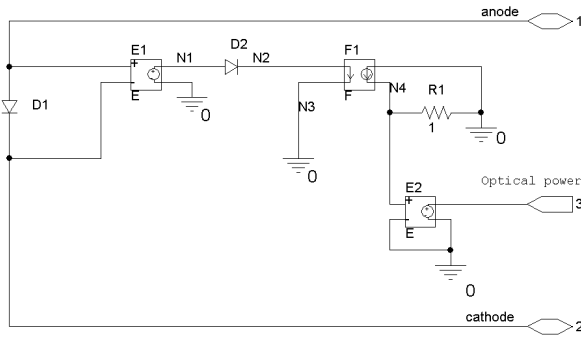 anode
1
E1
N1
D2
N2
F1
+
E
0
D1
F
N4
R1
N3
1
0
0
Optical power
E2
+
3
E
0
cathode
2